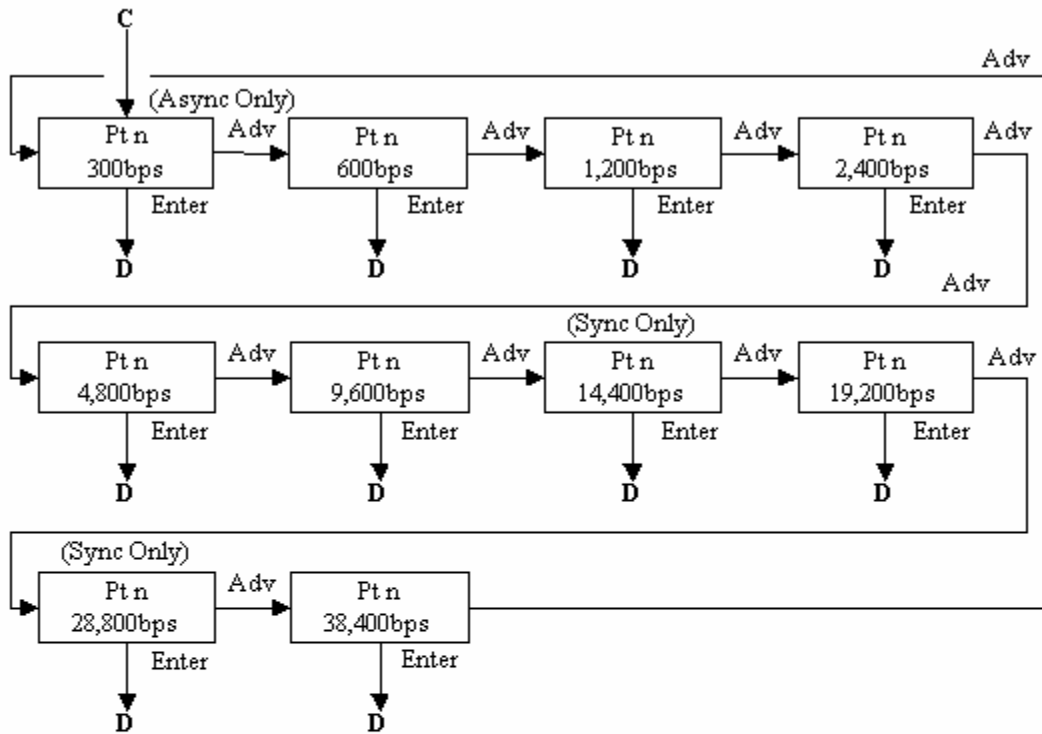 C
Adv
(Async Only)
Pt n
300bps
Adv
Pt n
600bps
Adv
Pt n
1,200bps
Adv
Pt n
2,400bps
Adv
Enter
Enter
Enter
Enter
D
D
D
D
Adv
(Sync Only)
Pt n
4,800bps
Adv
Pt n
9,600bps
Adv
Pt n
14,400bps
Adv
Pt n
19,200bps
Adv
Enter
Enter
Enter
Enter
D
D
D
D
(Sync Only)
Pt n
28,800bps
Adv
Pt n
38,400bps
Enter
Enter
D
D